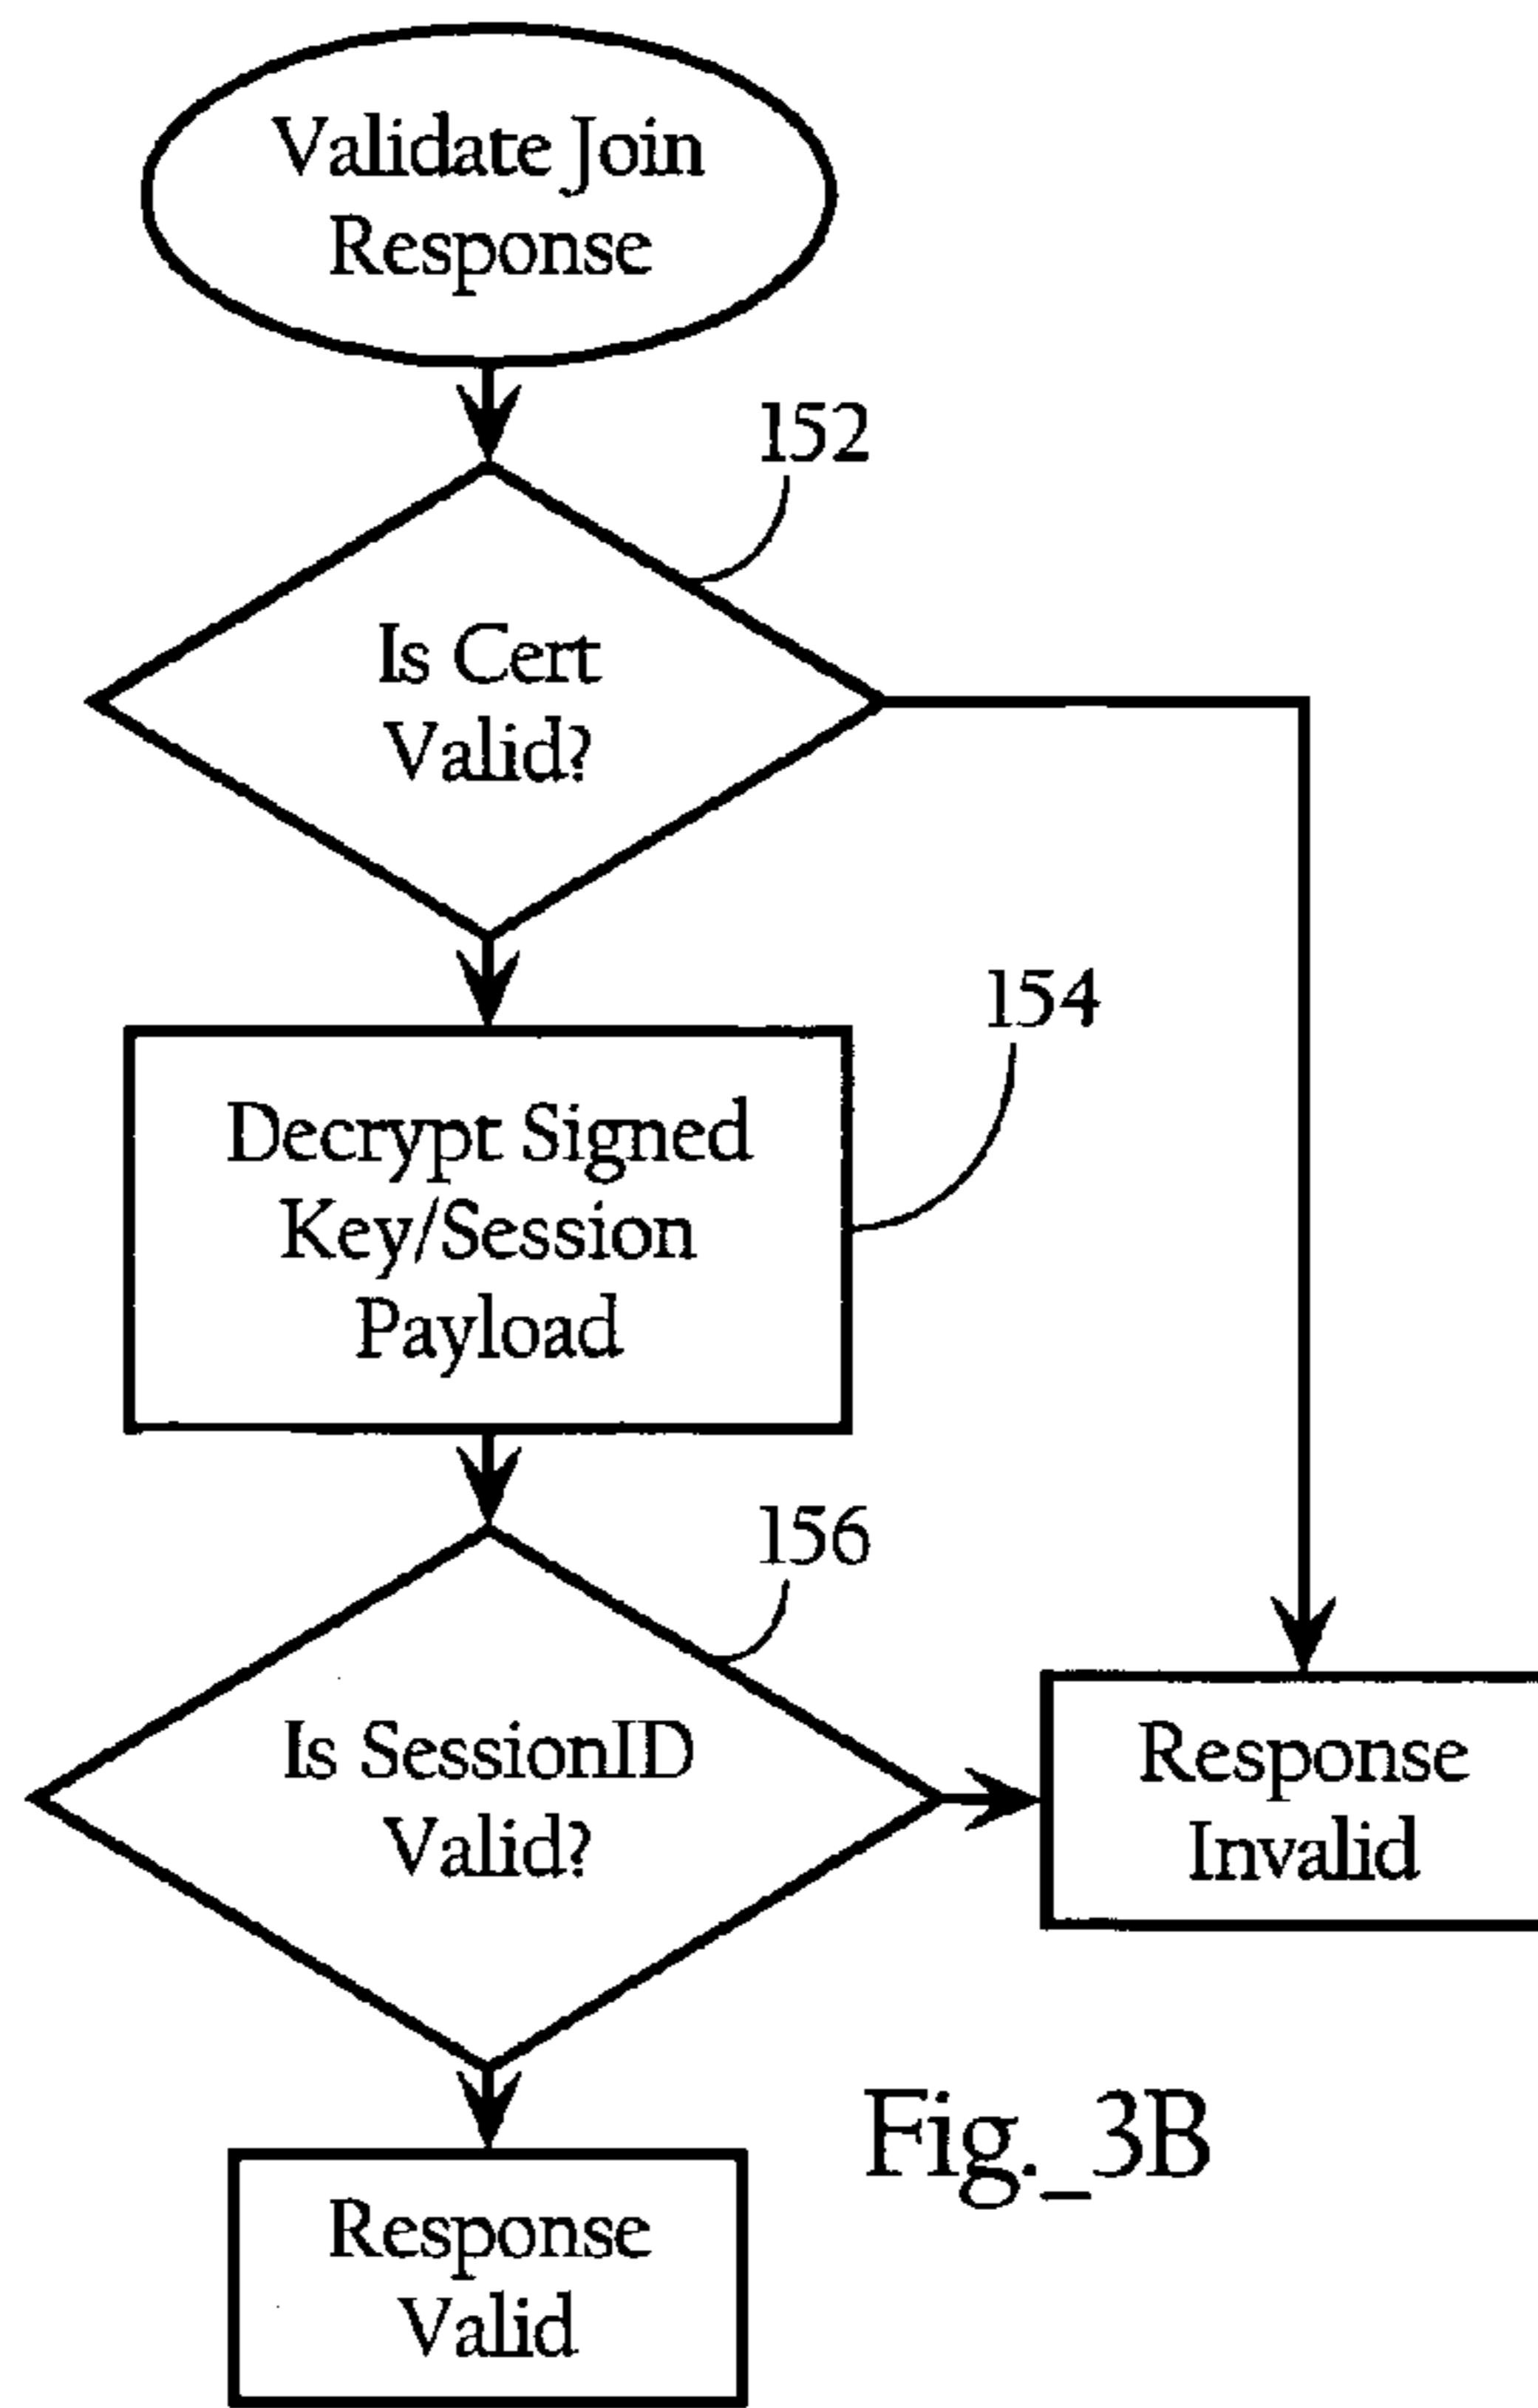 Validate Join
Response
152
Is Cert
Valid?
154
Decrypt Signed
Key/Session
Payload
156
Is SessionID
Valid?
Response
Invalid
Fig._3B
Response
Valid